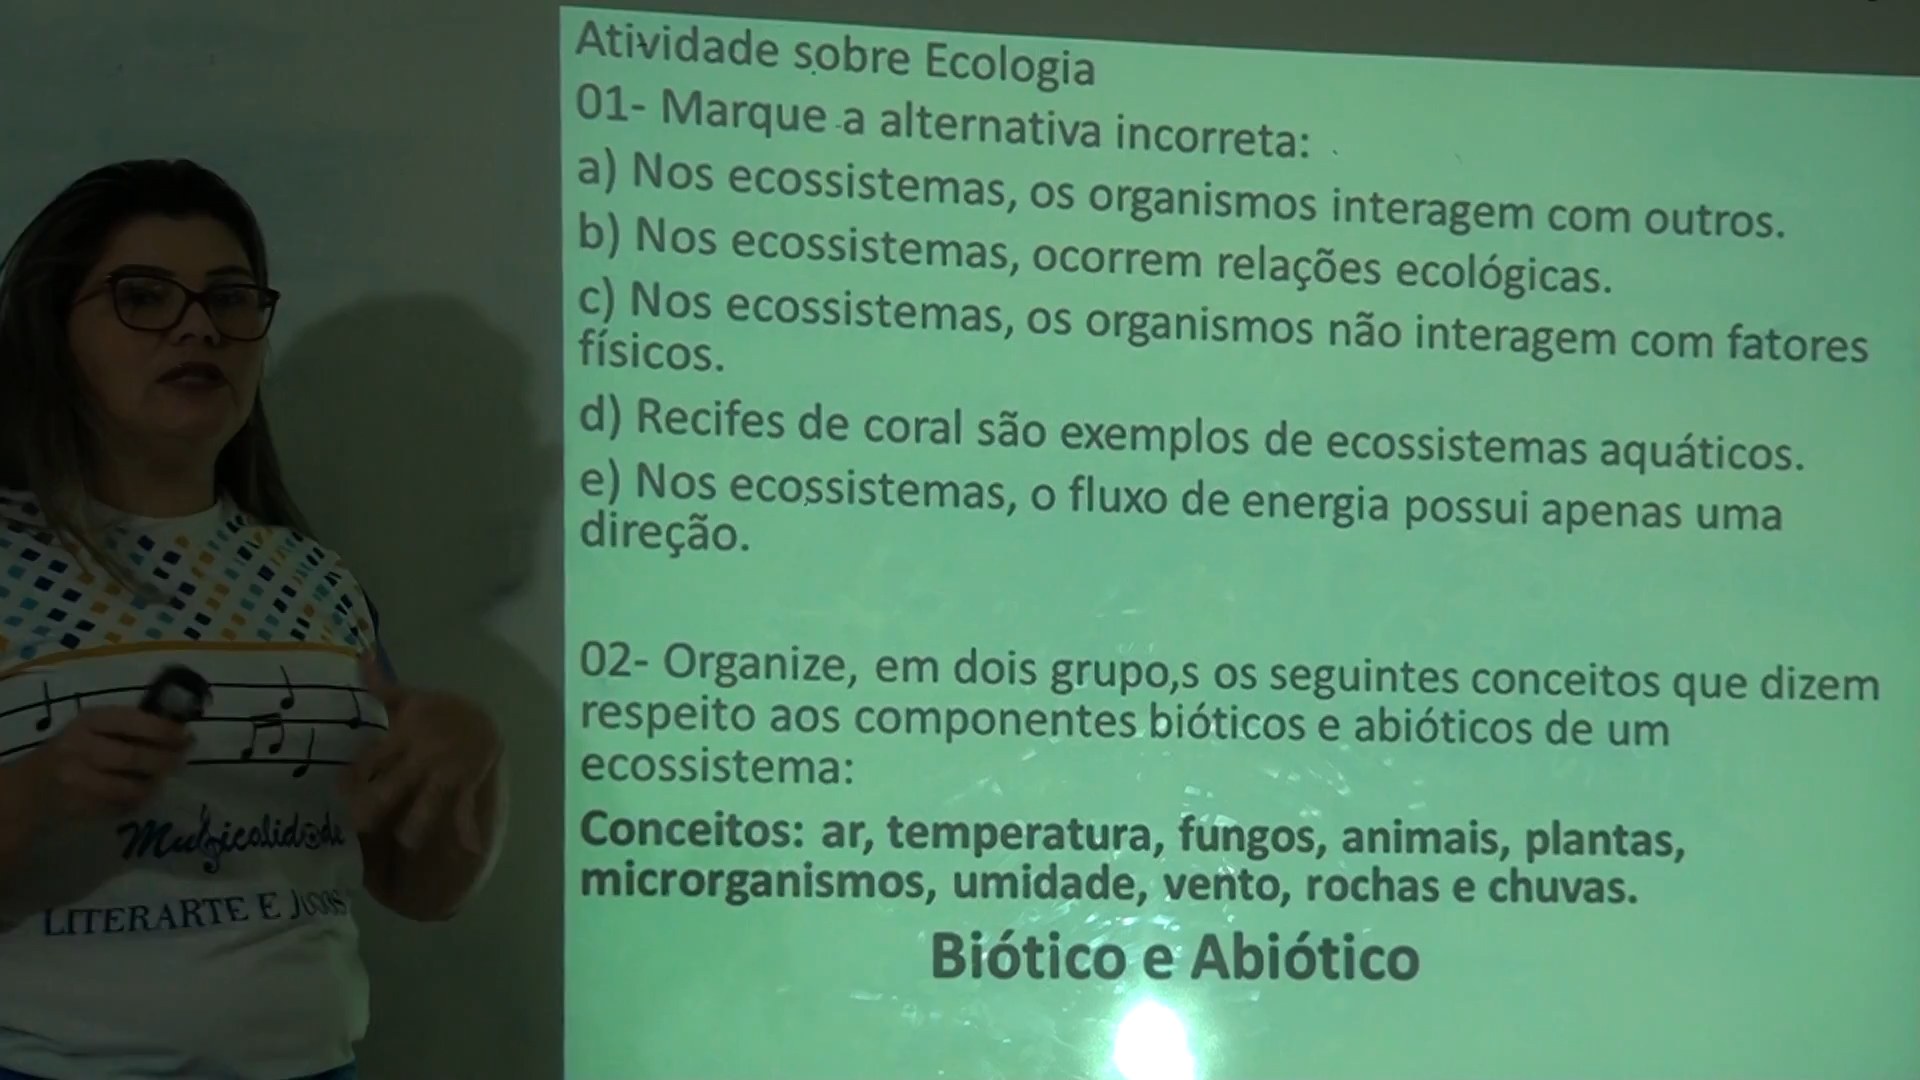 Atividade sobre Ecologia
01- Marque a alternativa incorreta:
a) Nos ecossistemas, os organismos interagem com outros.
b) Nos ecossistemas, ocorrem relações ecológicas.
c) Nos ecossistemas, os organismos não interagem com fatores
físicos.
d) Recifes de coral são exemplos de ecossistemas aquáticos.
e) Nos ecossistemas, o fluxo de energia possui apenas uma
direção.
02- Organize, em dois grupo,s os seguintes conceitos que dizem
respeito aos componentes bióticos e abióticos de um
ecossistema:
Conceitos: ar, temperatura, fungos, animais, plantas,
microrganismos, umidade, vento, rochas e chuvas.
Biótico e Abiótico
LITERARTE E